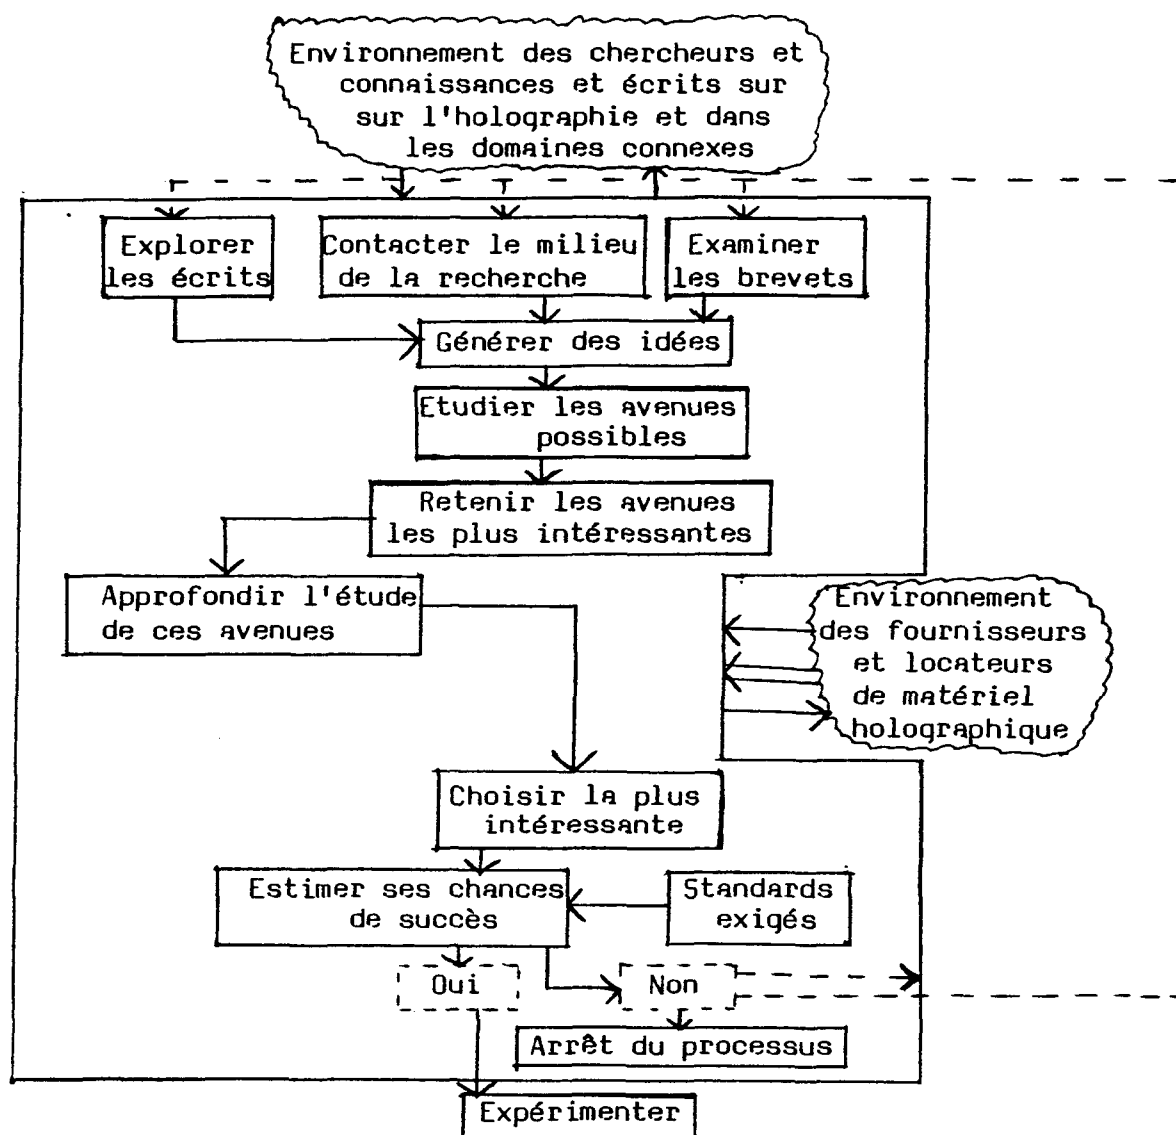 Environnement des chercheurs et
connaissances et écrits sur
sur l'holographie et dans
les domaines connexes
Explorer
les écrits
Contacter le milieu
de la recherche
Examiner
les brevets
Générer des idées
Etudier les avenues
possibles
Retenir les avenues
les plus intéressantes
Approfondir l'étude
de ces avenues
Environnement
des fournisseurs
et locateurs
de matériel
holographique
Choisir la plus
intéressante
Estimer ses chances
de succès
Standards
exigés
Oui
Non
Arrêt du processus
Expérimenter